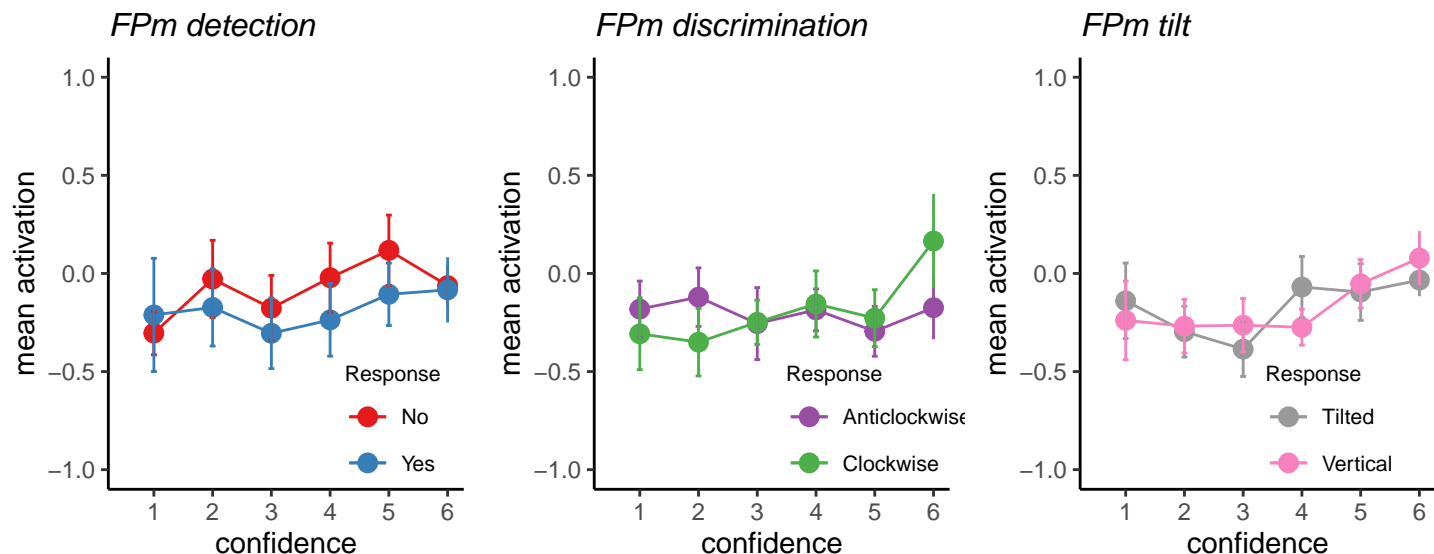 FPm detection
mean activation
1.0
0.5
0.0
−0.5
−1.0
Response
No
Yes
1 2 3 4 5 6
confidence
FPm discrimination
mean activation
1.0
0.5
0.0
−0.5
−1.0
Response
Anticlockwise
Clockwise
1 2 3 4 5 6
confidence
FPm tilt
mean activation
1.0
0.5
0.0
−0.5
−1.0
Response
Tilted
Vertical
1 2 3 4 5 6
confidence